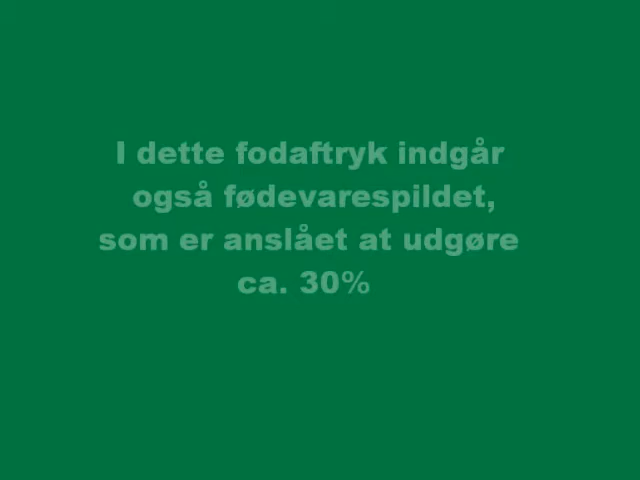 I dette fodaftryk indgår
også fødevarespildet,
som er anslået at udgøre
ca. 30%